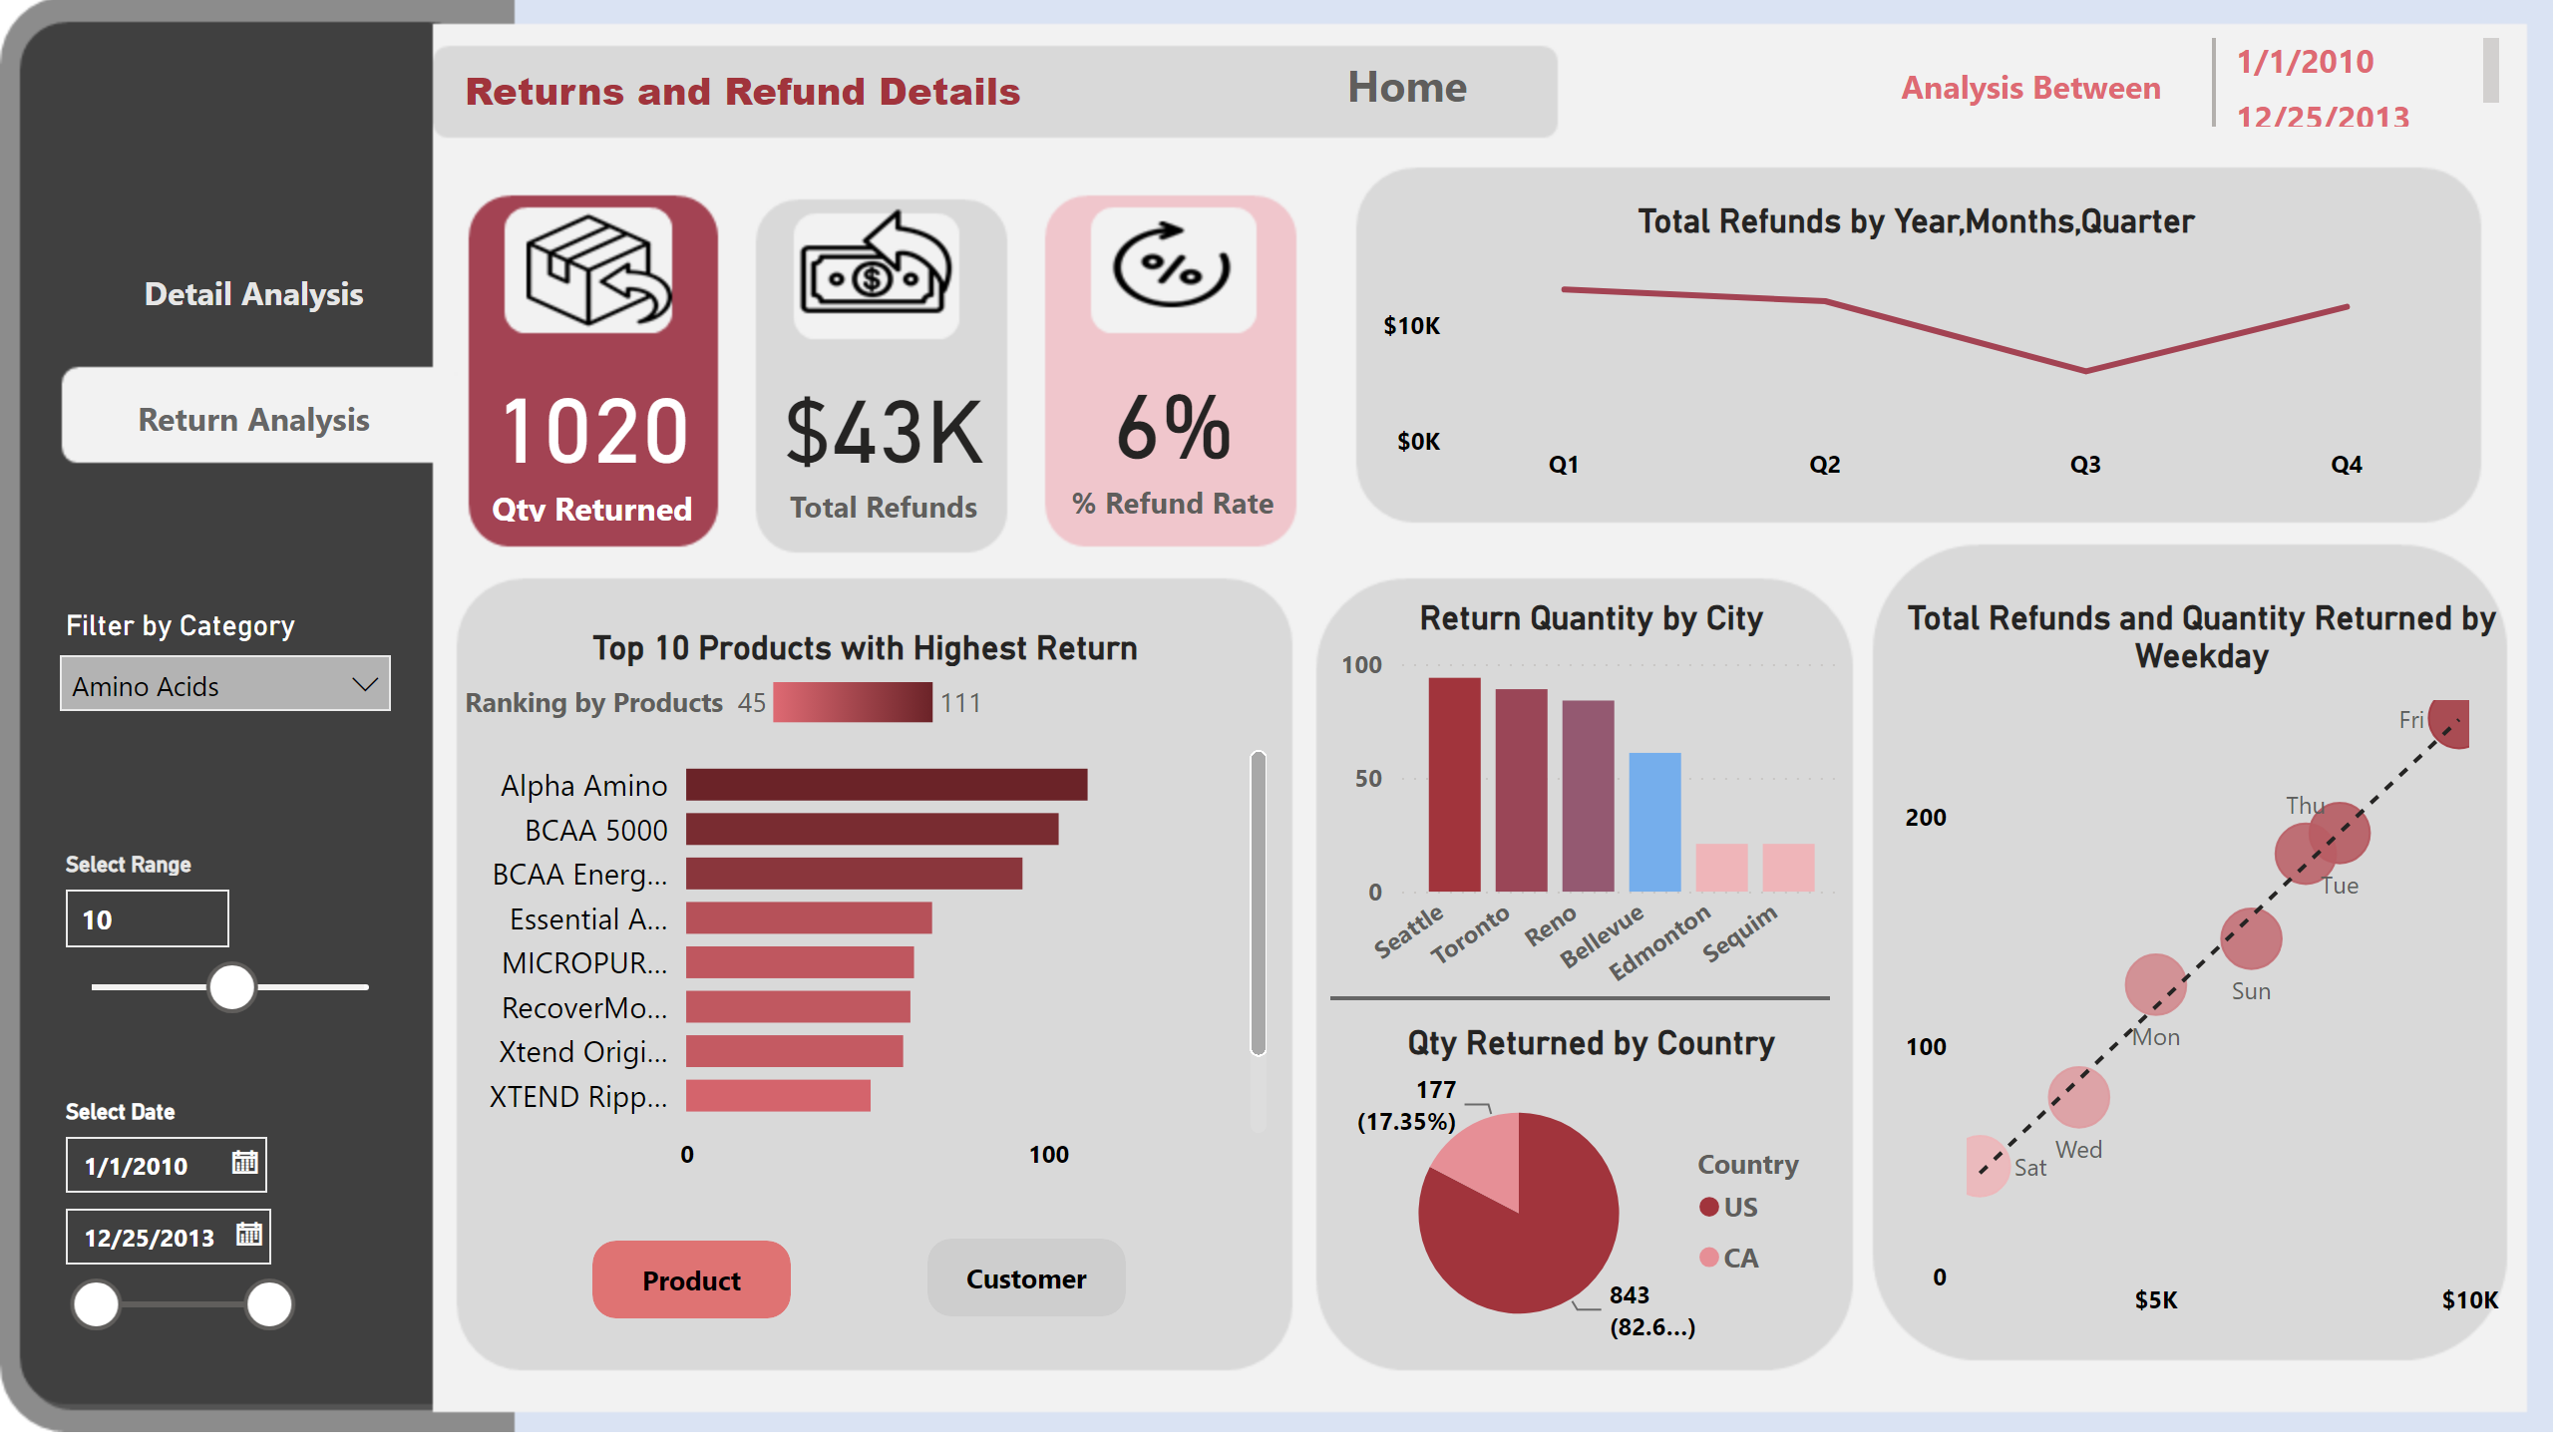 Returns and Refund Details
Home
Analysis Between
1/1/2010
12/25/2013
Detail Analysis
Return Analysis
Filter by Category
Amino Acids
Select Range
10
Select Date
1/1/2010
12/25/2013
1020
Qty Returned
$43K
Total Refunds
6%
% Refund Rate
Total Refunds by Year,Months,Quarter
$10K
$0K
Q1
Q2
Q3
Q4
Top 10 Products with Highest Return
Ranking by Products 45 111
Alpha Amino
BCAA 5000
BCAA Energ...
Essential A...
MICROPUR...
RecoverMo...
Xtend Origi...
XTEND Ripp...
0
100
Product
Customer
Return Quantity by City
100
50
0
Seattle
Toronto
Reno
Bellevue
Edmonton
Sequim
Qty Returned by Country
177
(17.35%)
843
(82.6...)
Country
US
CA
Total Refunds and Quantity Returned by
Weekday
200
100
0
Fri
Thu
Tue
Sun
Mon
Wed
Sat
$5K
$10K